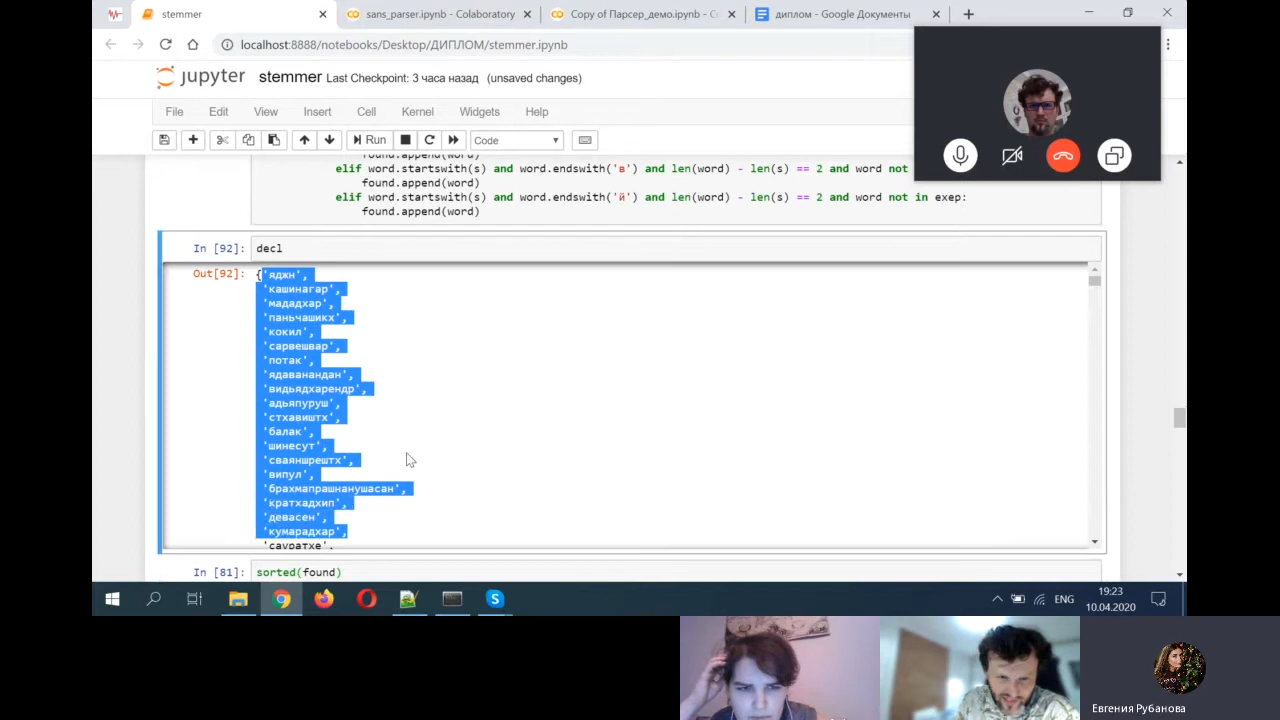 stemmer
sans_parser.ipynb - Colaboratory
Copy of Парсер_демо.ipynb - C
диплом - Google Документы
localhost:8888/notebooks/Desktop/ДИПЛОМ/stemmer.ipynb
jupyter stemmer Last Checkpoint: 3 часа назад (unsaved changes)
File Edit View Insert Cell Kernel Widgets Help
Run Code
found.append(word)
elif word.startswith(s) and word.endswith('в') and len(word) - len(s) == 2 and word not
found.append(word)
elif word.startswith(s) and word.endswith('й') and len(word) - len(s) == 2 and word not in exep:
found.append(word)
In [92]: decl
Out[92]: {'яджн',
'кашинагар',
'мададхар',
'паньчашикх',
'кокил',
'сарвешвар',
'потак',
'ядаванандан',
'видьядхарендр',
'адьяпуруш',
'стхавиштх',
'балак',
'шинесут',
'сваяншрештх',
'випул',
'брахмапрашнанушасан',
'кратхадхип',
'девасен',
'кумарадхар',
'сауратхе',
In [81]: sorted(found)
ENG
19:23
10.04.2020
Евгения Рубанова